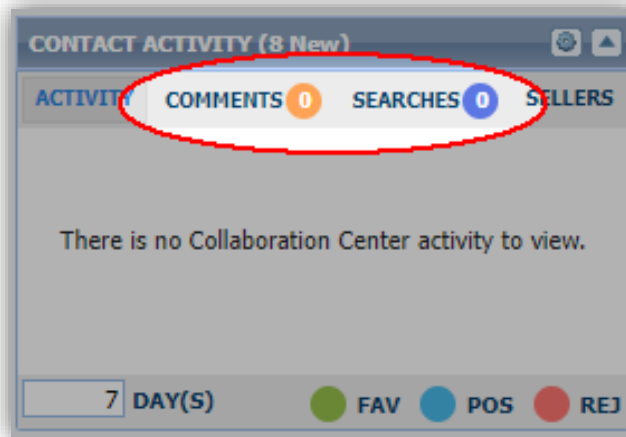 CONTACT ACTIVITY (8 New)
ACTIVITY COMMENTS 0 SEARCHES 0 SELLERS
There is no Collaboration Center activity to view.
7 DAY(S) FAV POS REJ